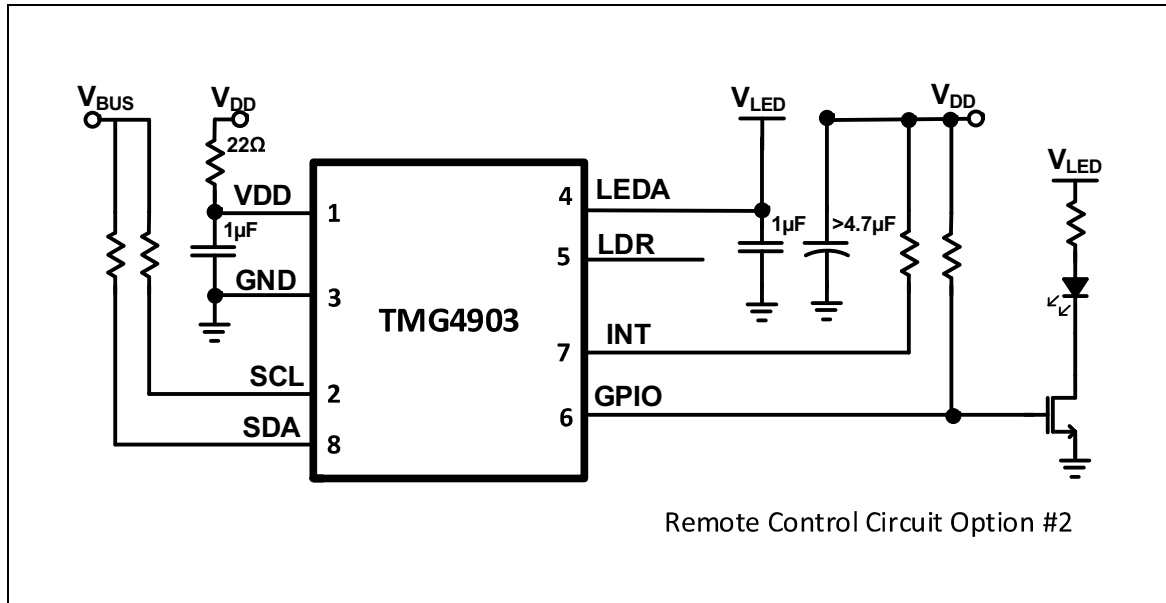 VBUS
VDD
22Ω
VDD
1
1µF
GND
3
TMG4903
SCL
2
SDA
8
VLED
4
LEDA
1µF
>4.7µF
5
LDR
VDD
7
INT
6
GPIO
VLED
Remote Control Circuit Option #2